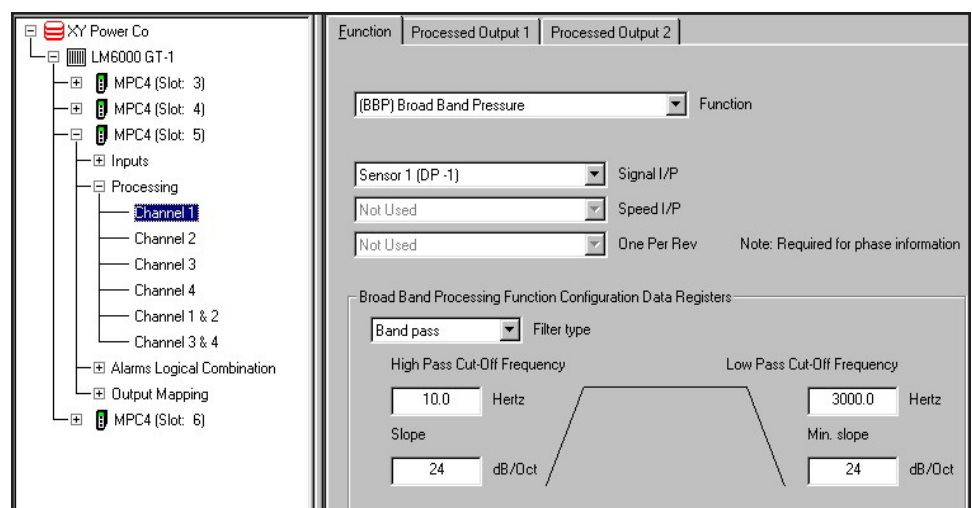 XY Power Co
LM6000 GT-1
MPC4 (Slot: 3)
MPC4 (Slot: 4)
MPC4 (Slot: 5)
Inputs
Processing
Channel 1
Channel 2
Channel 3
Channel 4
Channel 1 & 2
Channel 3 & 4
Alarms Logical Combination
Output Mapping
MPC4 (Slot: 6)
Function Processed Output 1 Processed Output 2
(BBP) Broad Band Pressure Function
Sensor 1 (DP -1) Signal I/P
Not Used Speed I/P
Not Used One Per Rev Note: Required for phase information
Broad Band Processing Function Configuration Data Registers
Band pass Filter type
High Pass Cut-Off Frequency Low Pass Cut-Off Frequency
10.0 Hertz 3000.0 Hertz
Slope Min. slope
24 dB/Oct 24 dB/Oct